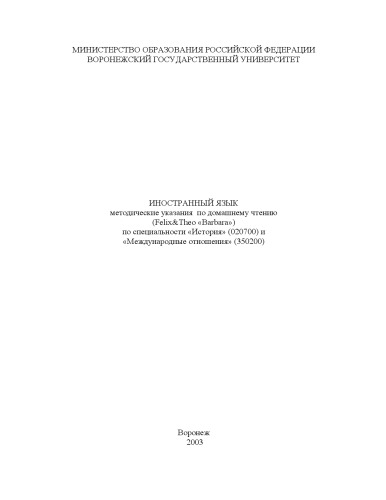 МИНИСТЕРСТВО ОБРАЗОВАНИЯ РОССИЙСКОЙ ФЕДЕРАЦИИ
ВОРОНЕЖСКИЙ ГОСУДАРСТВЕННЫЙ УНИВЕРСИТЕТ
ИНОСТРАННЫЙ ЯЗЫК
методические указания по домашнему чтению
(Felix&Theo «Barbara»)
по специальности «История» (020700) и
«Международные отношения» (350200)
Воронеж
2003